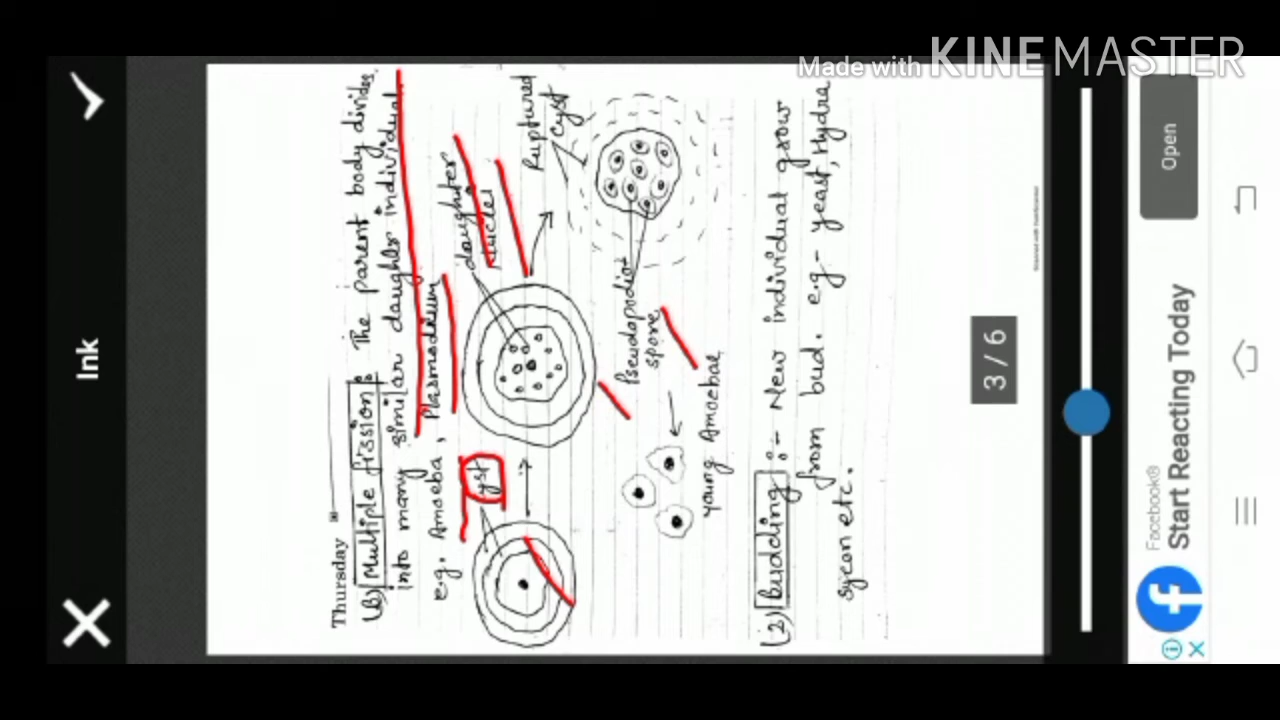 Made with KINEMASTER
Ink
Thursday
(B) Multiple fission :- The parent body divides
into many similar daughter individual.
e.g. Amoeba, Plasmodium
cyst
daughter
Nuclei
Ruptured
cyst
Pseudopodiot
spore
young Amoebae
(2) budding :- New individual grow
from bud. e.g- yeast, Hydra
sycon etc.
3 / 6
Facebook®
Start Reacting Today
Open